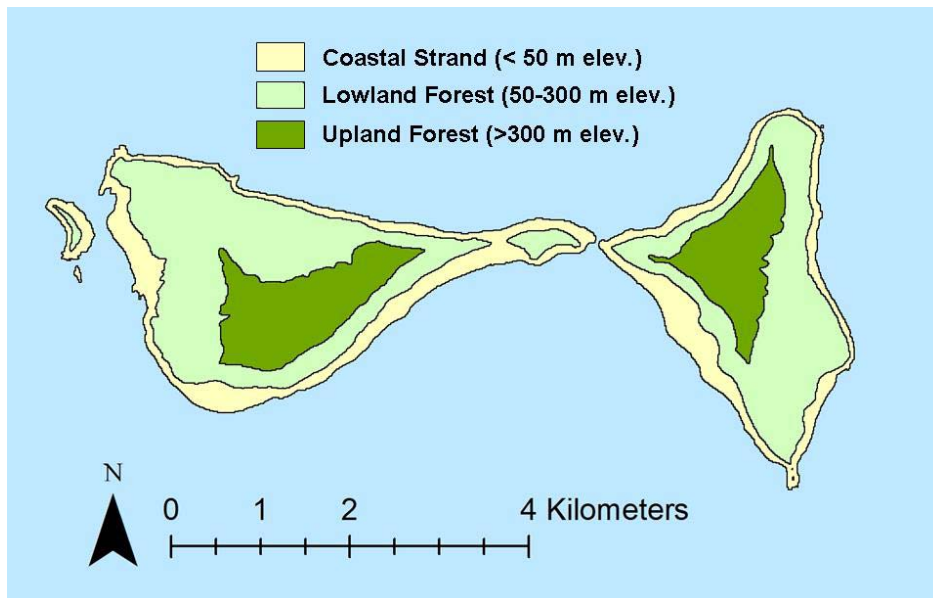 Coastal Strand (< 50 m elev.)
Lowland Forest (50-300 m elev.)
Upland Forest (>300 m elev.)
N
0 1 2 4 Kilometers